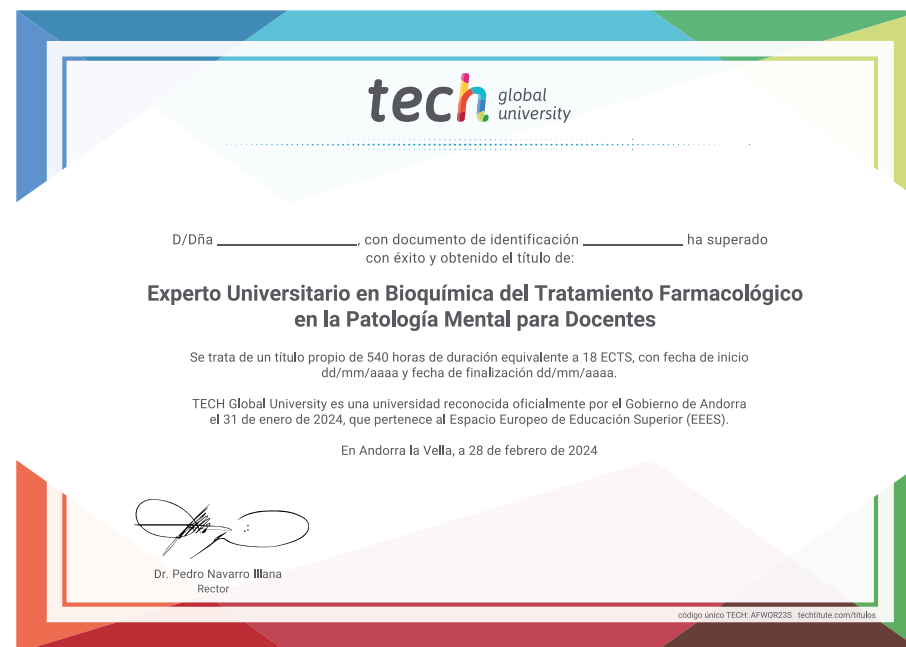 tech global university
D/Dña ______________, con documento de identificación __________ ha superado
con éxito y obtenido el título de:
Experto Universitario en Bioquímica del Tratamiento Farmacológico
en la Patología Mental para Docentes
Se trata de un título propio de 540 horas de duración equivalente a 18 ECTS, con fecha de inicio
dd/mm/aaaa y fecha de finalización dd/mm/aaaa.
TECH Global University es una universidad reconocida oficialmente por el Gobierno de Andorra
el 31 de enero de 2024, que pertenece al Espacio Europeo de Educación Superior (EEES).
En Andorra la Vella, a 28 de febrero de 2024
Dr. Pedro Navarro Illana
Rector
código único TECH: AFWOR23S techtitute.com/titulos